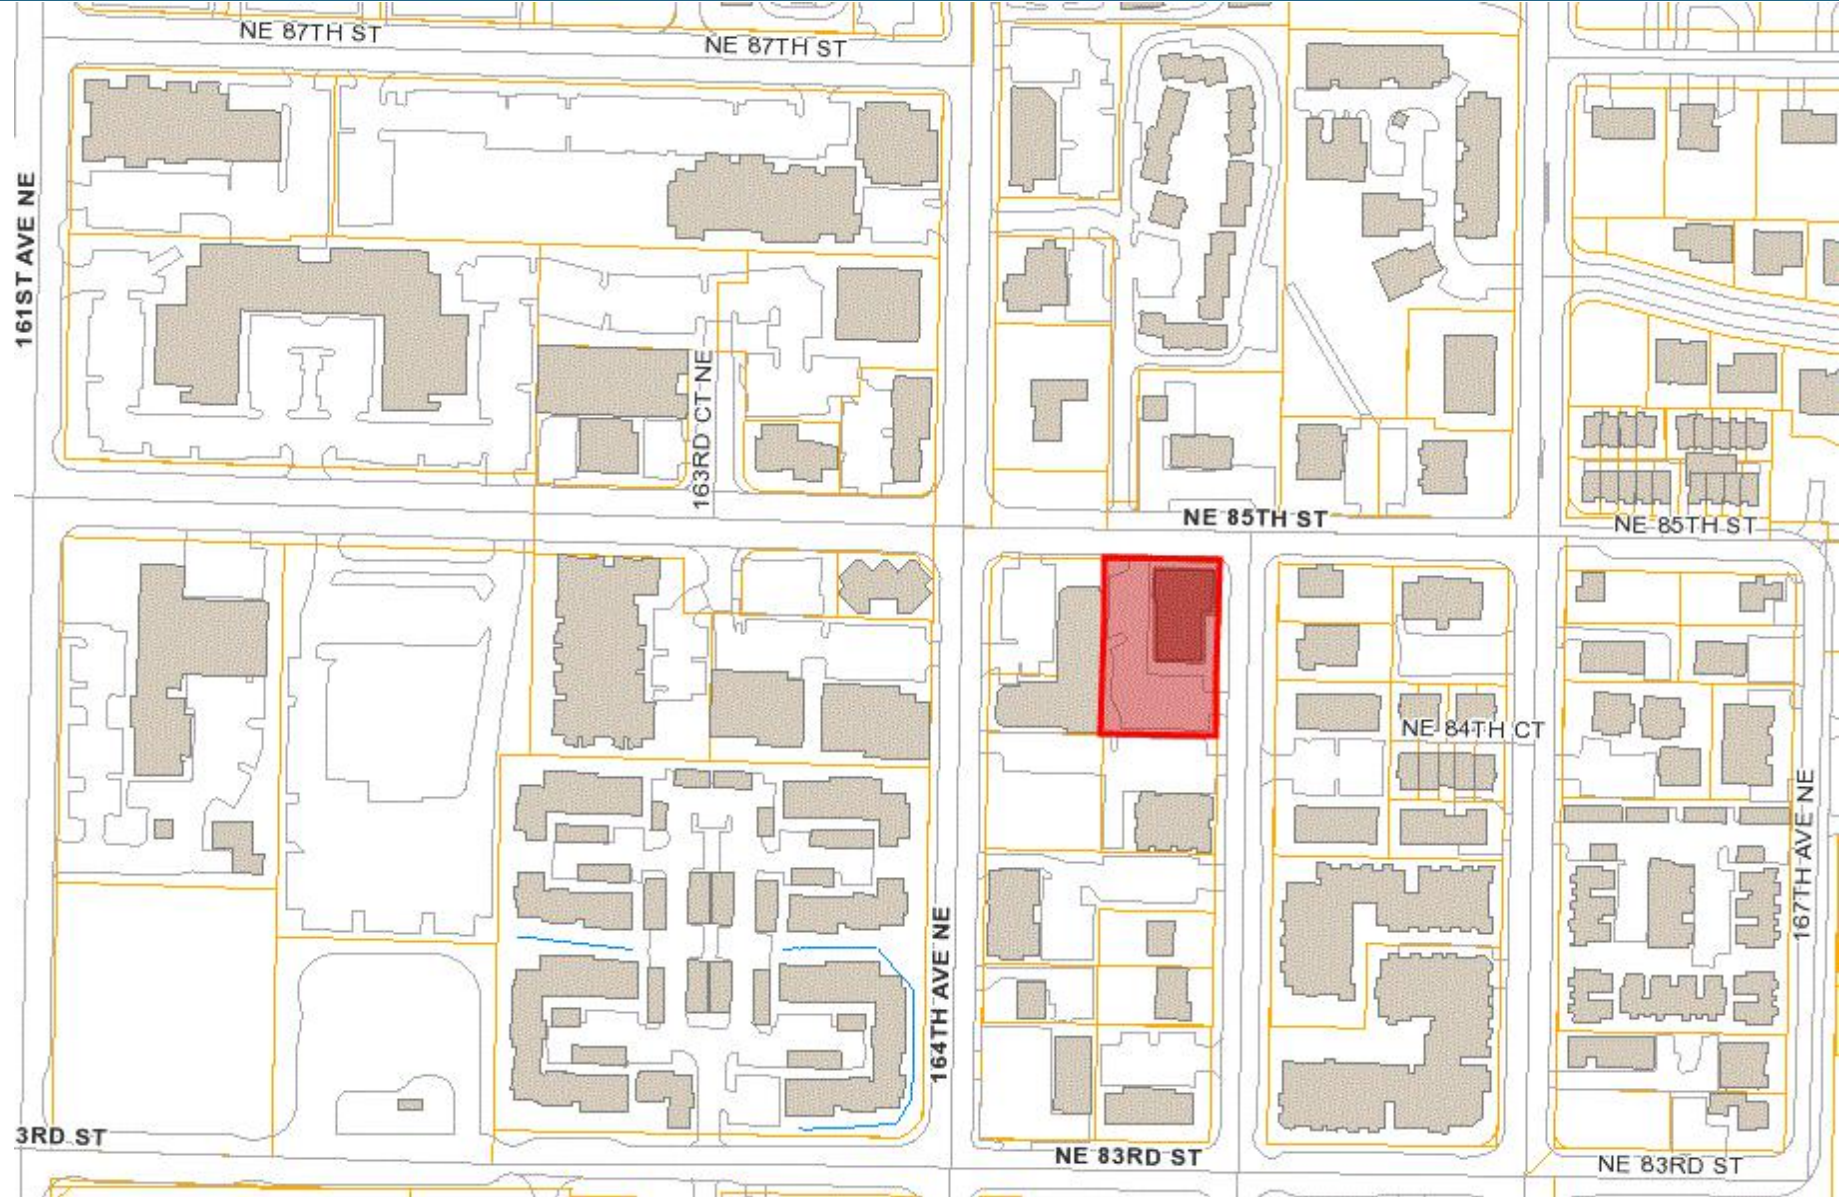 NE 87TH ST
NE 87TH ST
161ST AVE NE
163RD CT NE
NE 85TH ST
NE 85TH ST
NE 84TH CT
167TH AVE NE
164TH AVE NE
3RD ST
NE 83RD ST
NE 83RD ST